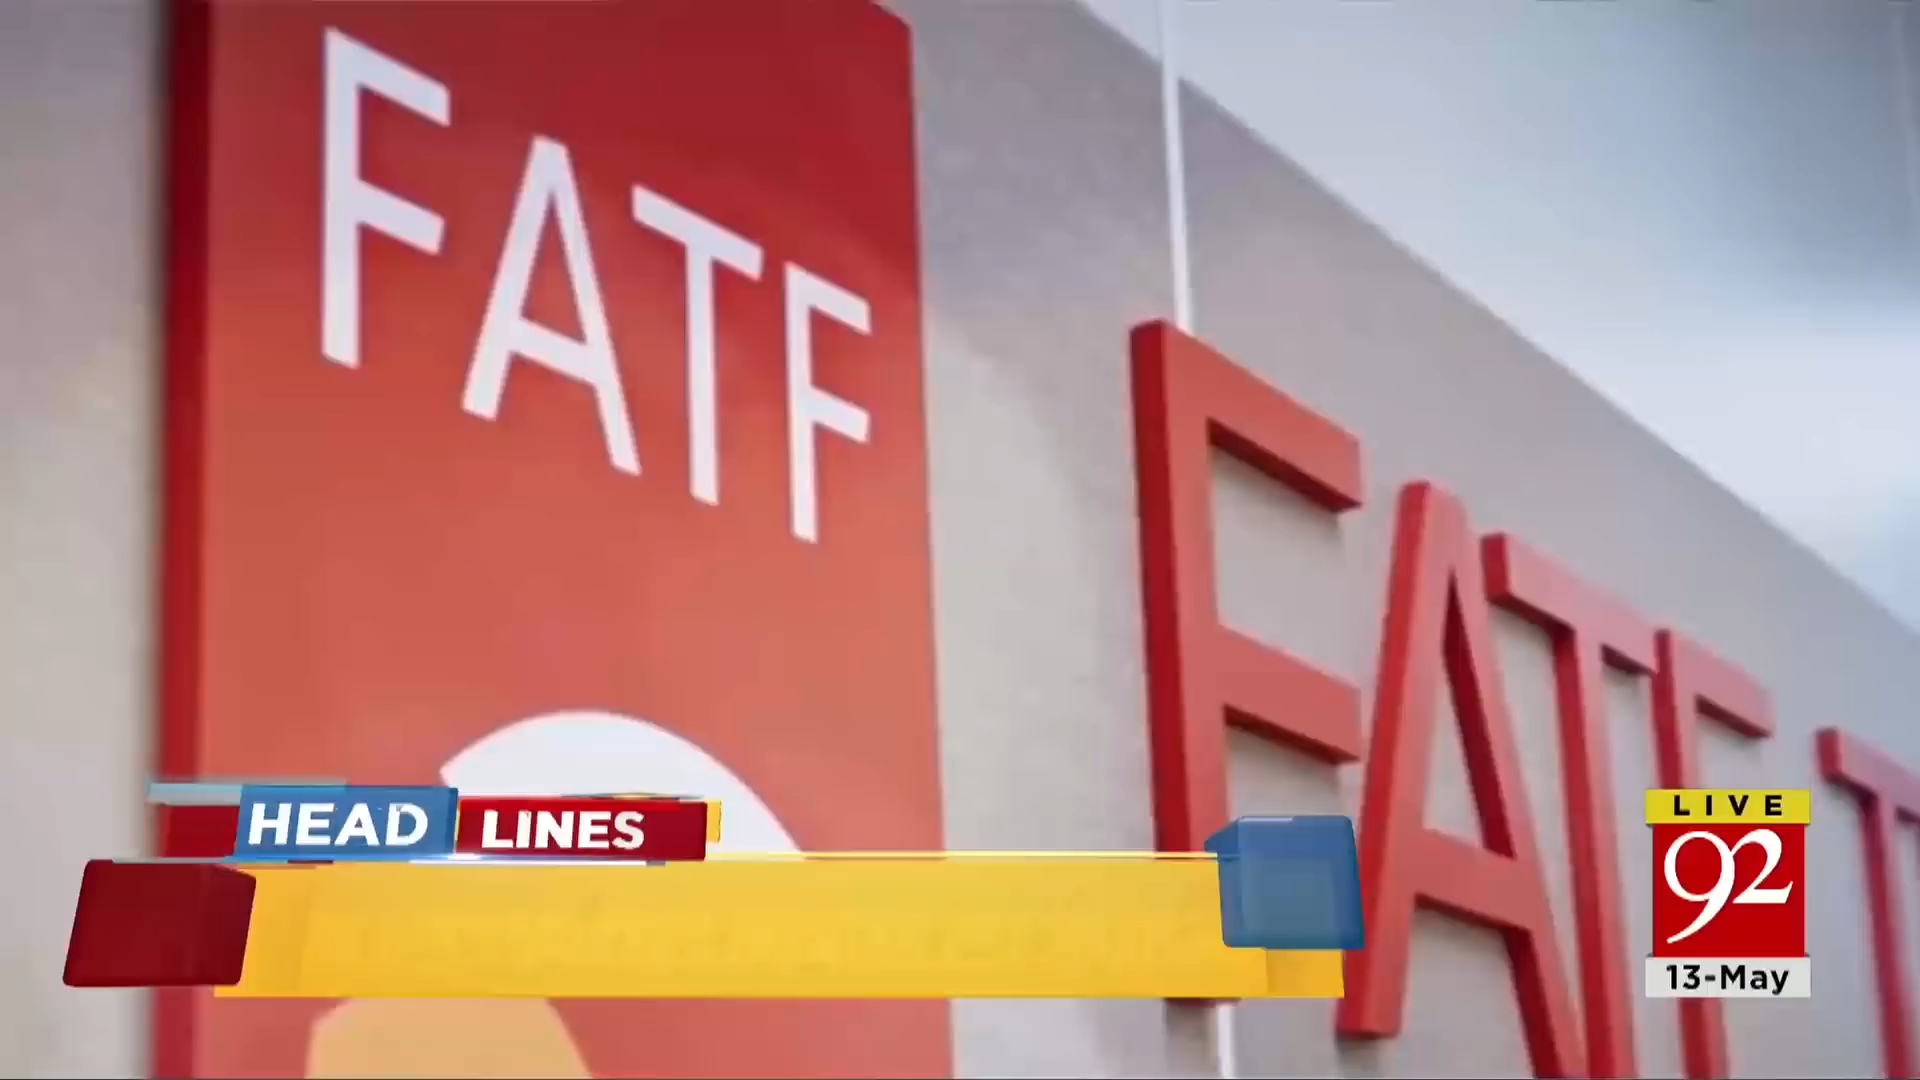 FATF
FATF T
HEAD LINES
LIVE
92
13-May